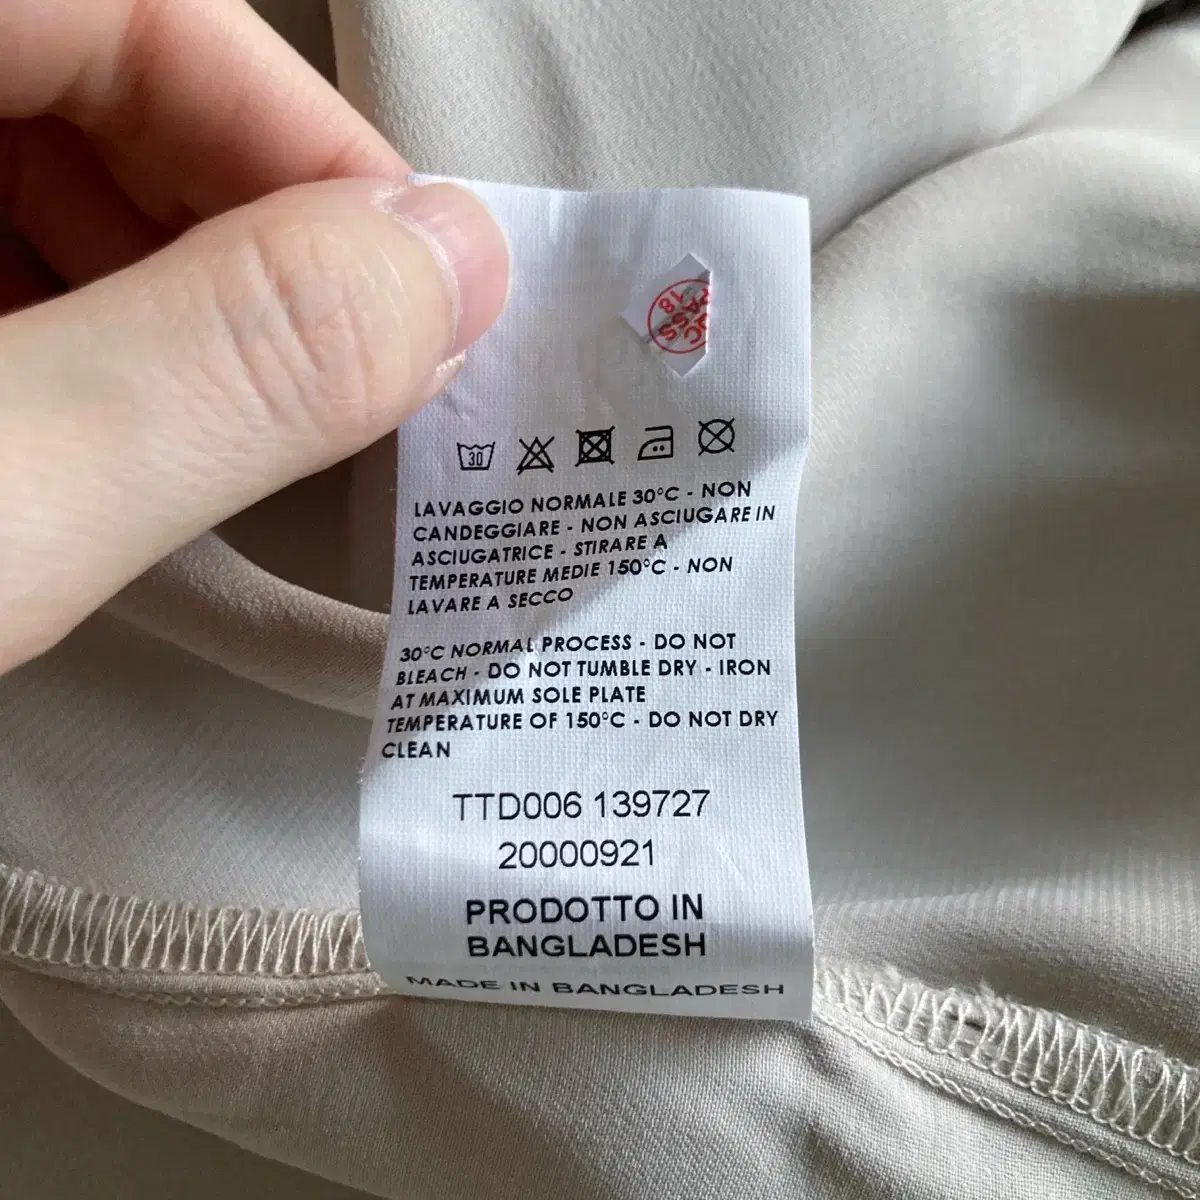 QC
PASS
18
30
LAVAGGIO NORMALE 30°C - NON
CANDEGGIARE - NON ASCIUGARE IN
ASCIUGATRICE - STIRARE A
TEMPERATURE MEDIE 150°C - NON
LAVARE A SECCO
30°C NORMAL PROCESS - DO NOT
BLEACH - DO NOT TUMBLE DRY - IRON
AT MAXIMUM SOLE PLATE
TEMPERATURE OF 150°C - DO NOT DRY
CLEAN
TTD006 139727
20000921
PRODOTTO IN
BANGLADESH
MADE IN BANGLADESH